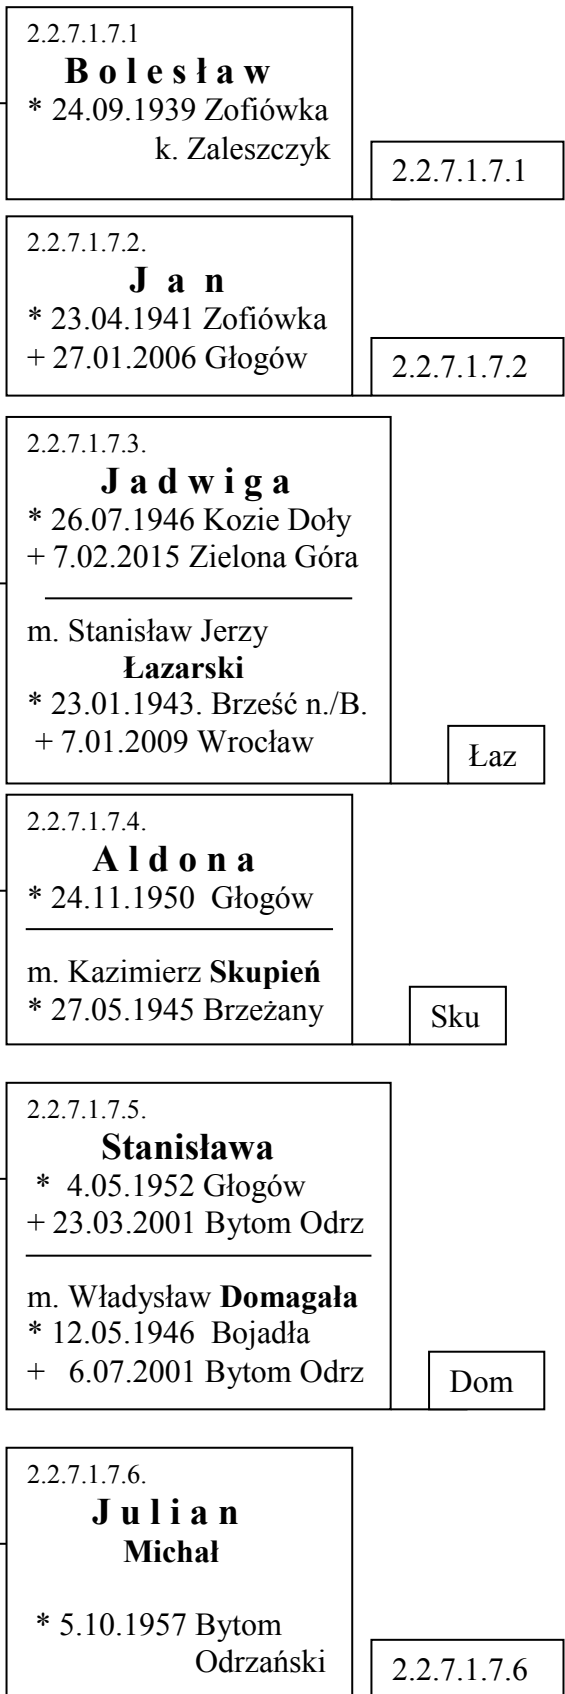 2.2.7.1.7.1
B o l e s ł a w
* 24.09.1939 Zofiówka
k. Zaleszczyk
2.2.7.1.7.1
2.2.7.1.7.2.
J a n
* 23.04.1941 Zofiówka
+ 27.01.2006 Głogów
2.2.7.1.7.2
2.2.7.1.7.3.
J a d w i g a
* 26.07.1946 Kozie Doły
+ 7.02.2015 Zielona Góra
m. Stanisław Jerzy
Łazarski
* 23.01.1943. Brześć n./B.
+ 7.01.2009 Wrocław
Łaz
2.2.7.1.7.4.
A l d o n a
* 24.11.1950 Głogów
m. Kazimierz Skupień
* 27.05.1945 Brzeżany
Sku
2.2.7.1.7.5.
Stanisława
* 4.05.1952 Głogów
+ 23.03.2001 Bytom Odrz
m. Władysław Domagała
* 12.05.1946 Bojadła
+ 6.07.2001 Bytom Odrz
Dom
2.2.7.1.7.6.
J u l i a n
Michał
* 5.10.1957 Bytom
Odrzański
2.2.7.1.7.6